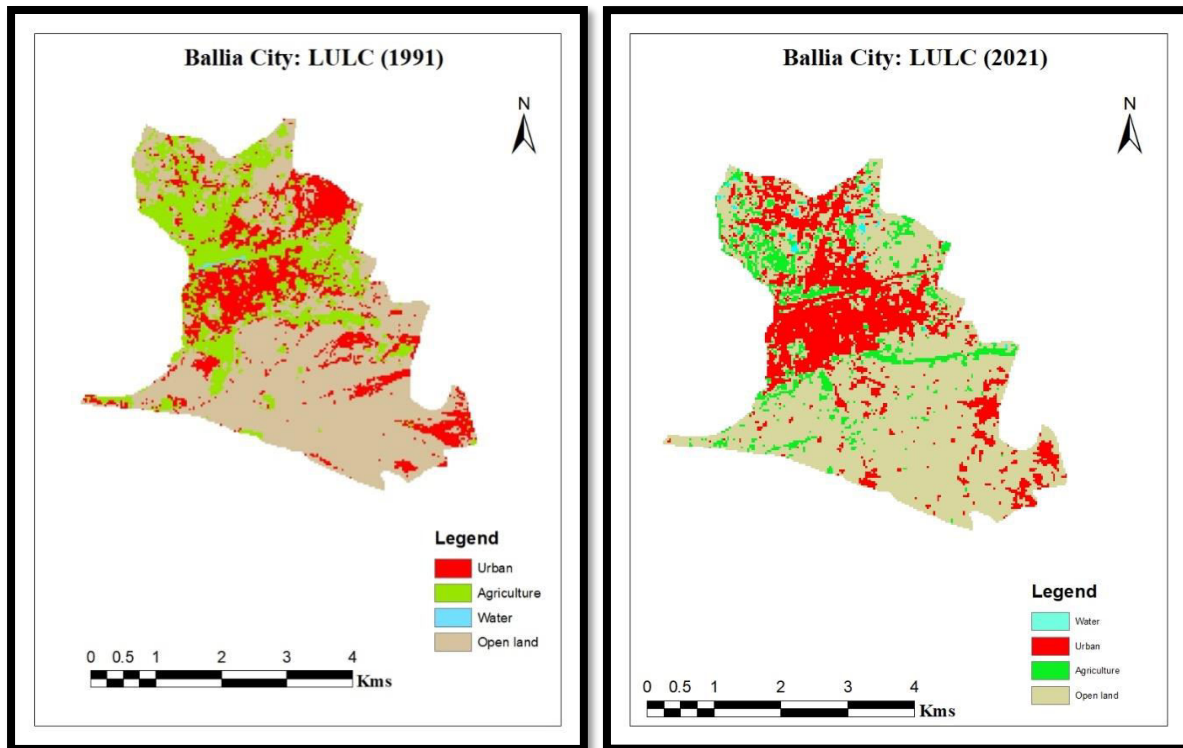 Ballia City: LULC (1991)
N
Legend
Urban
Agriculture
Water
Open land
0 0.5 1 2 3 4
Kms
Ballia City: LULC (2021)
N
Legend
Water
Urban
Agriculture
Open land
0 0.5 1 2 3 4
Kms